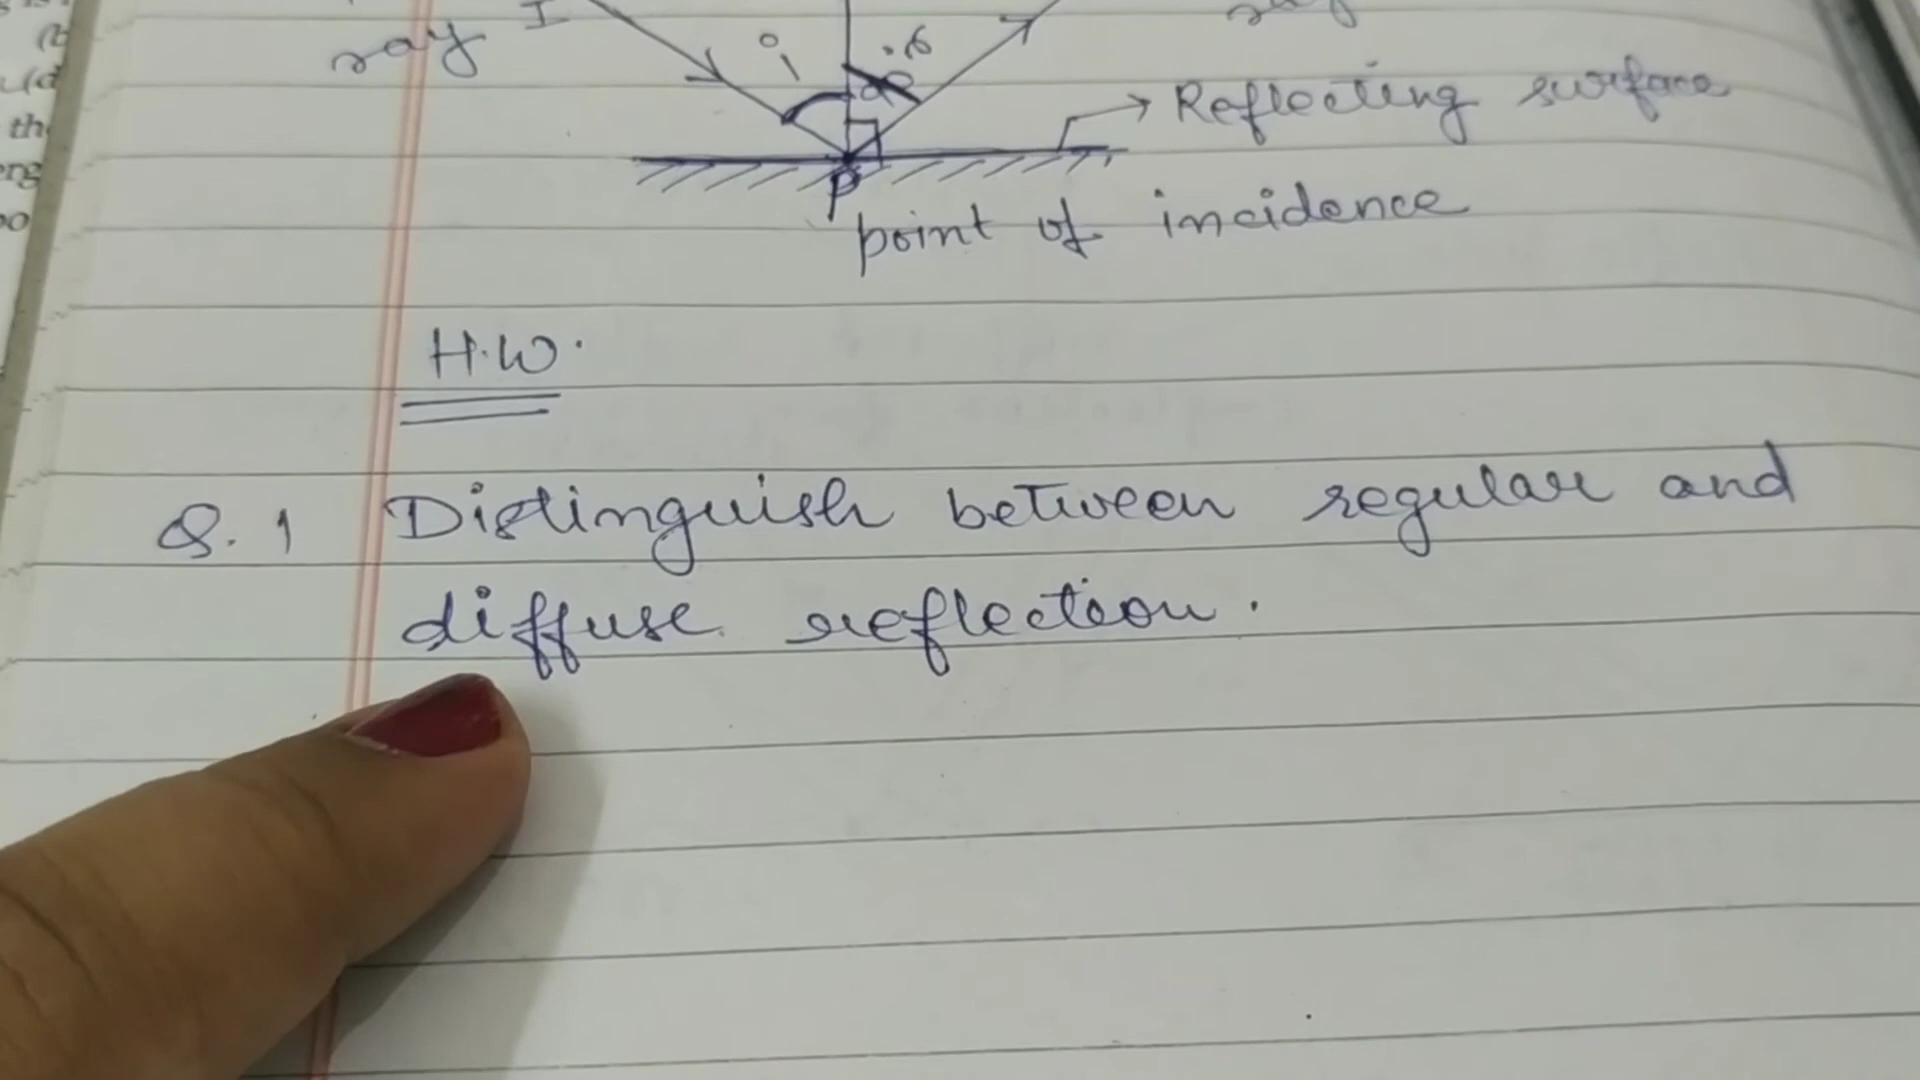 ray I
i r
Reflecting surface
P
point of incidence
H.W.
Q.1 Distinguish between regular and
diffuse reflection.